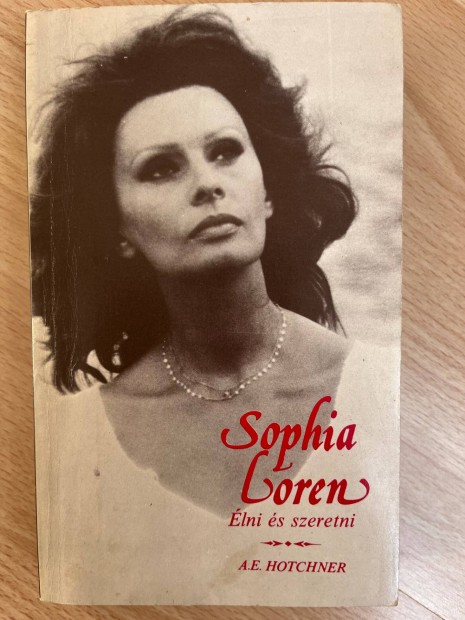 Sophia
Loren
Élni és szeretni
A.E. HOTCHNER